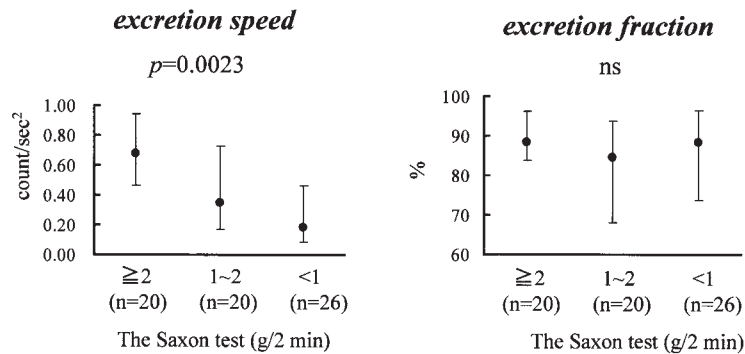 excretion speed
p=0.0023
count/sec²
1.00
0.80
0.60
0.40
0.20
0.00
≧2
1~2
<1
(n=20)
(n=20)
(n=26)
The Saxon test (g/2 min)
excretion fraction
ns
%
100
90
80
70
60
≧2
1~2
<1
(n=20)
(n=20)
(n=26)
The Saxon test (g/2 min)